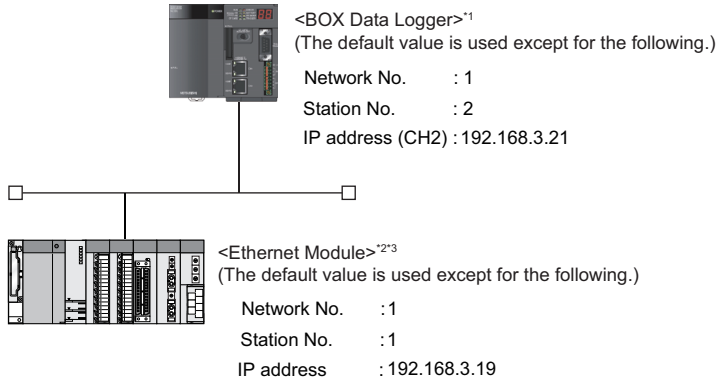 <BOX Data Logger>*1
(The default value is used except for the following.)
Network No. : 1
Station No. : 2
IP address (CH2) : 192.168.3.21
<Ethernet Module>*2*3
(The default value is used except for the following.)
Network No. :1
Station No. :1
IP address : 192.168.3.19